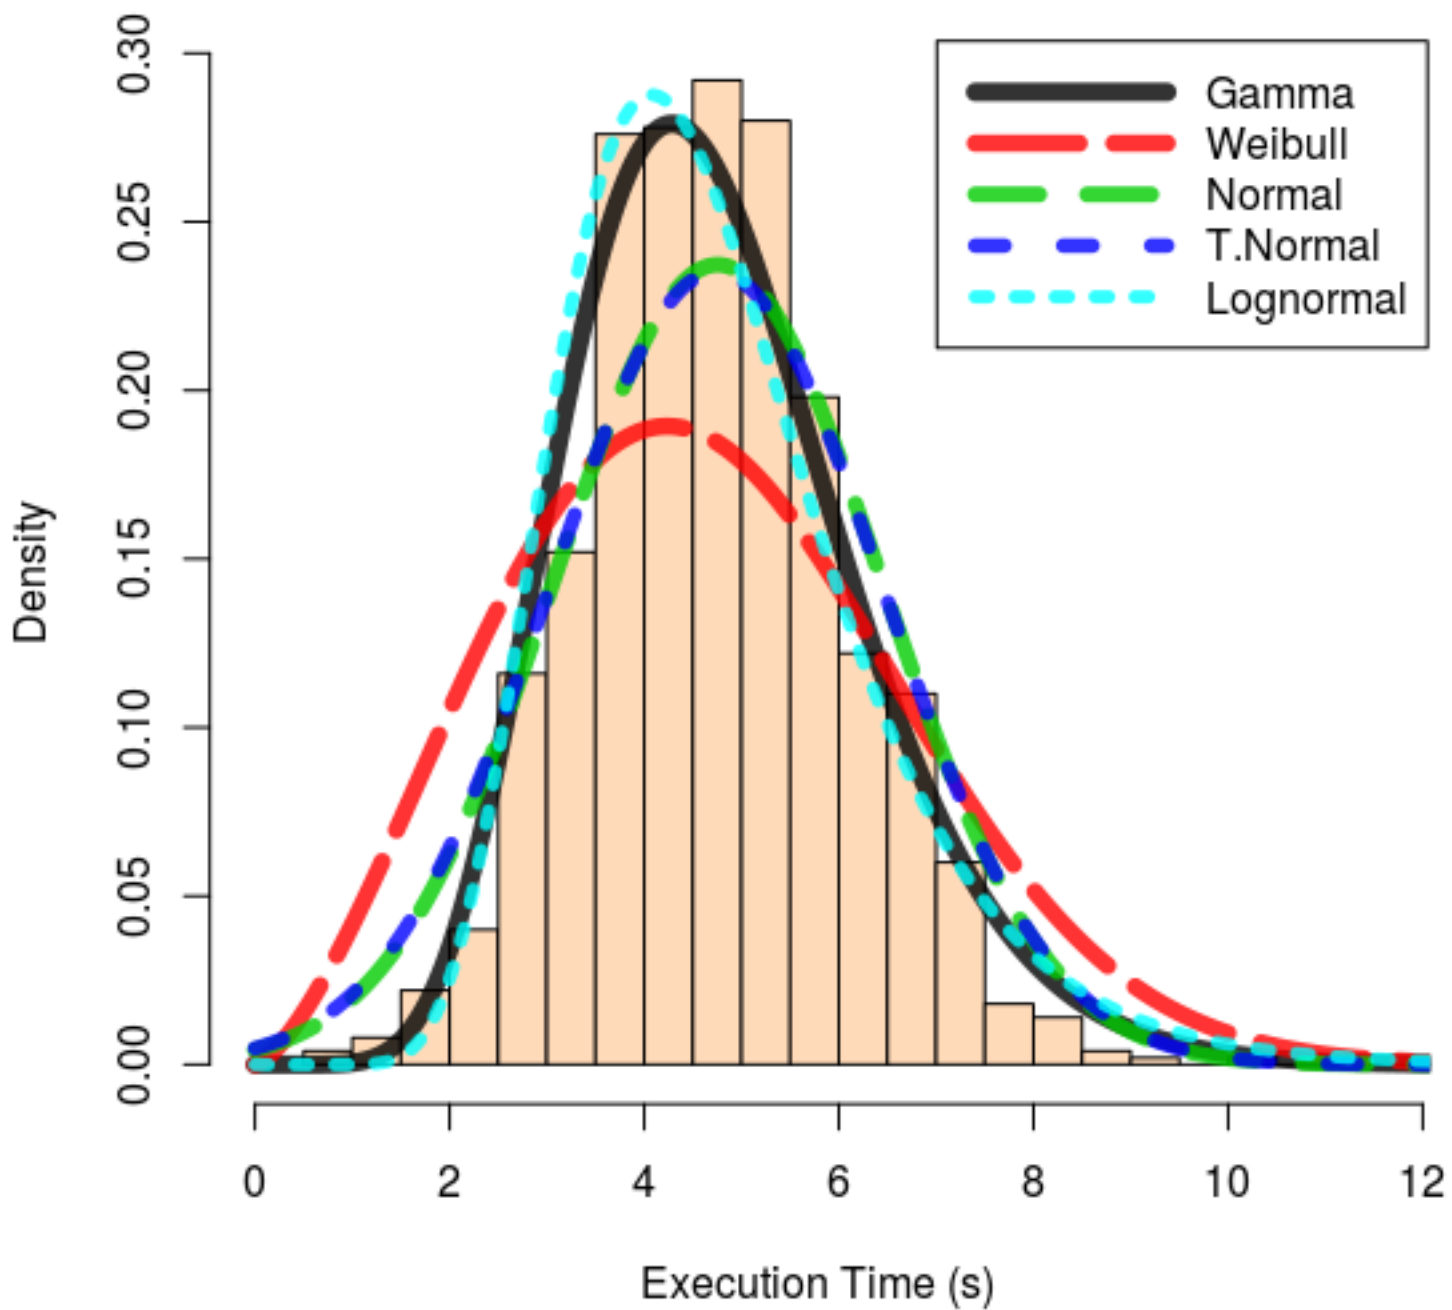 Gamma
Weibull
Normal
T.Normal
Lognormal
Density
0.30
0.25
0.20
0.15
0.10
0.05
0.00
0 2 4 6 8 10 12
Execution Time (s)